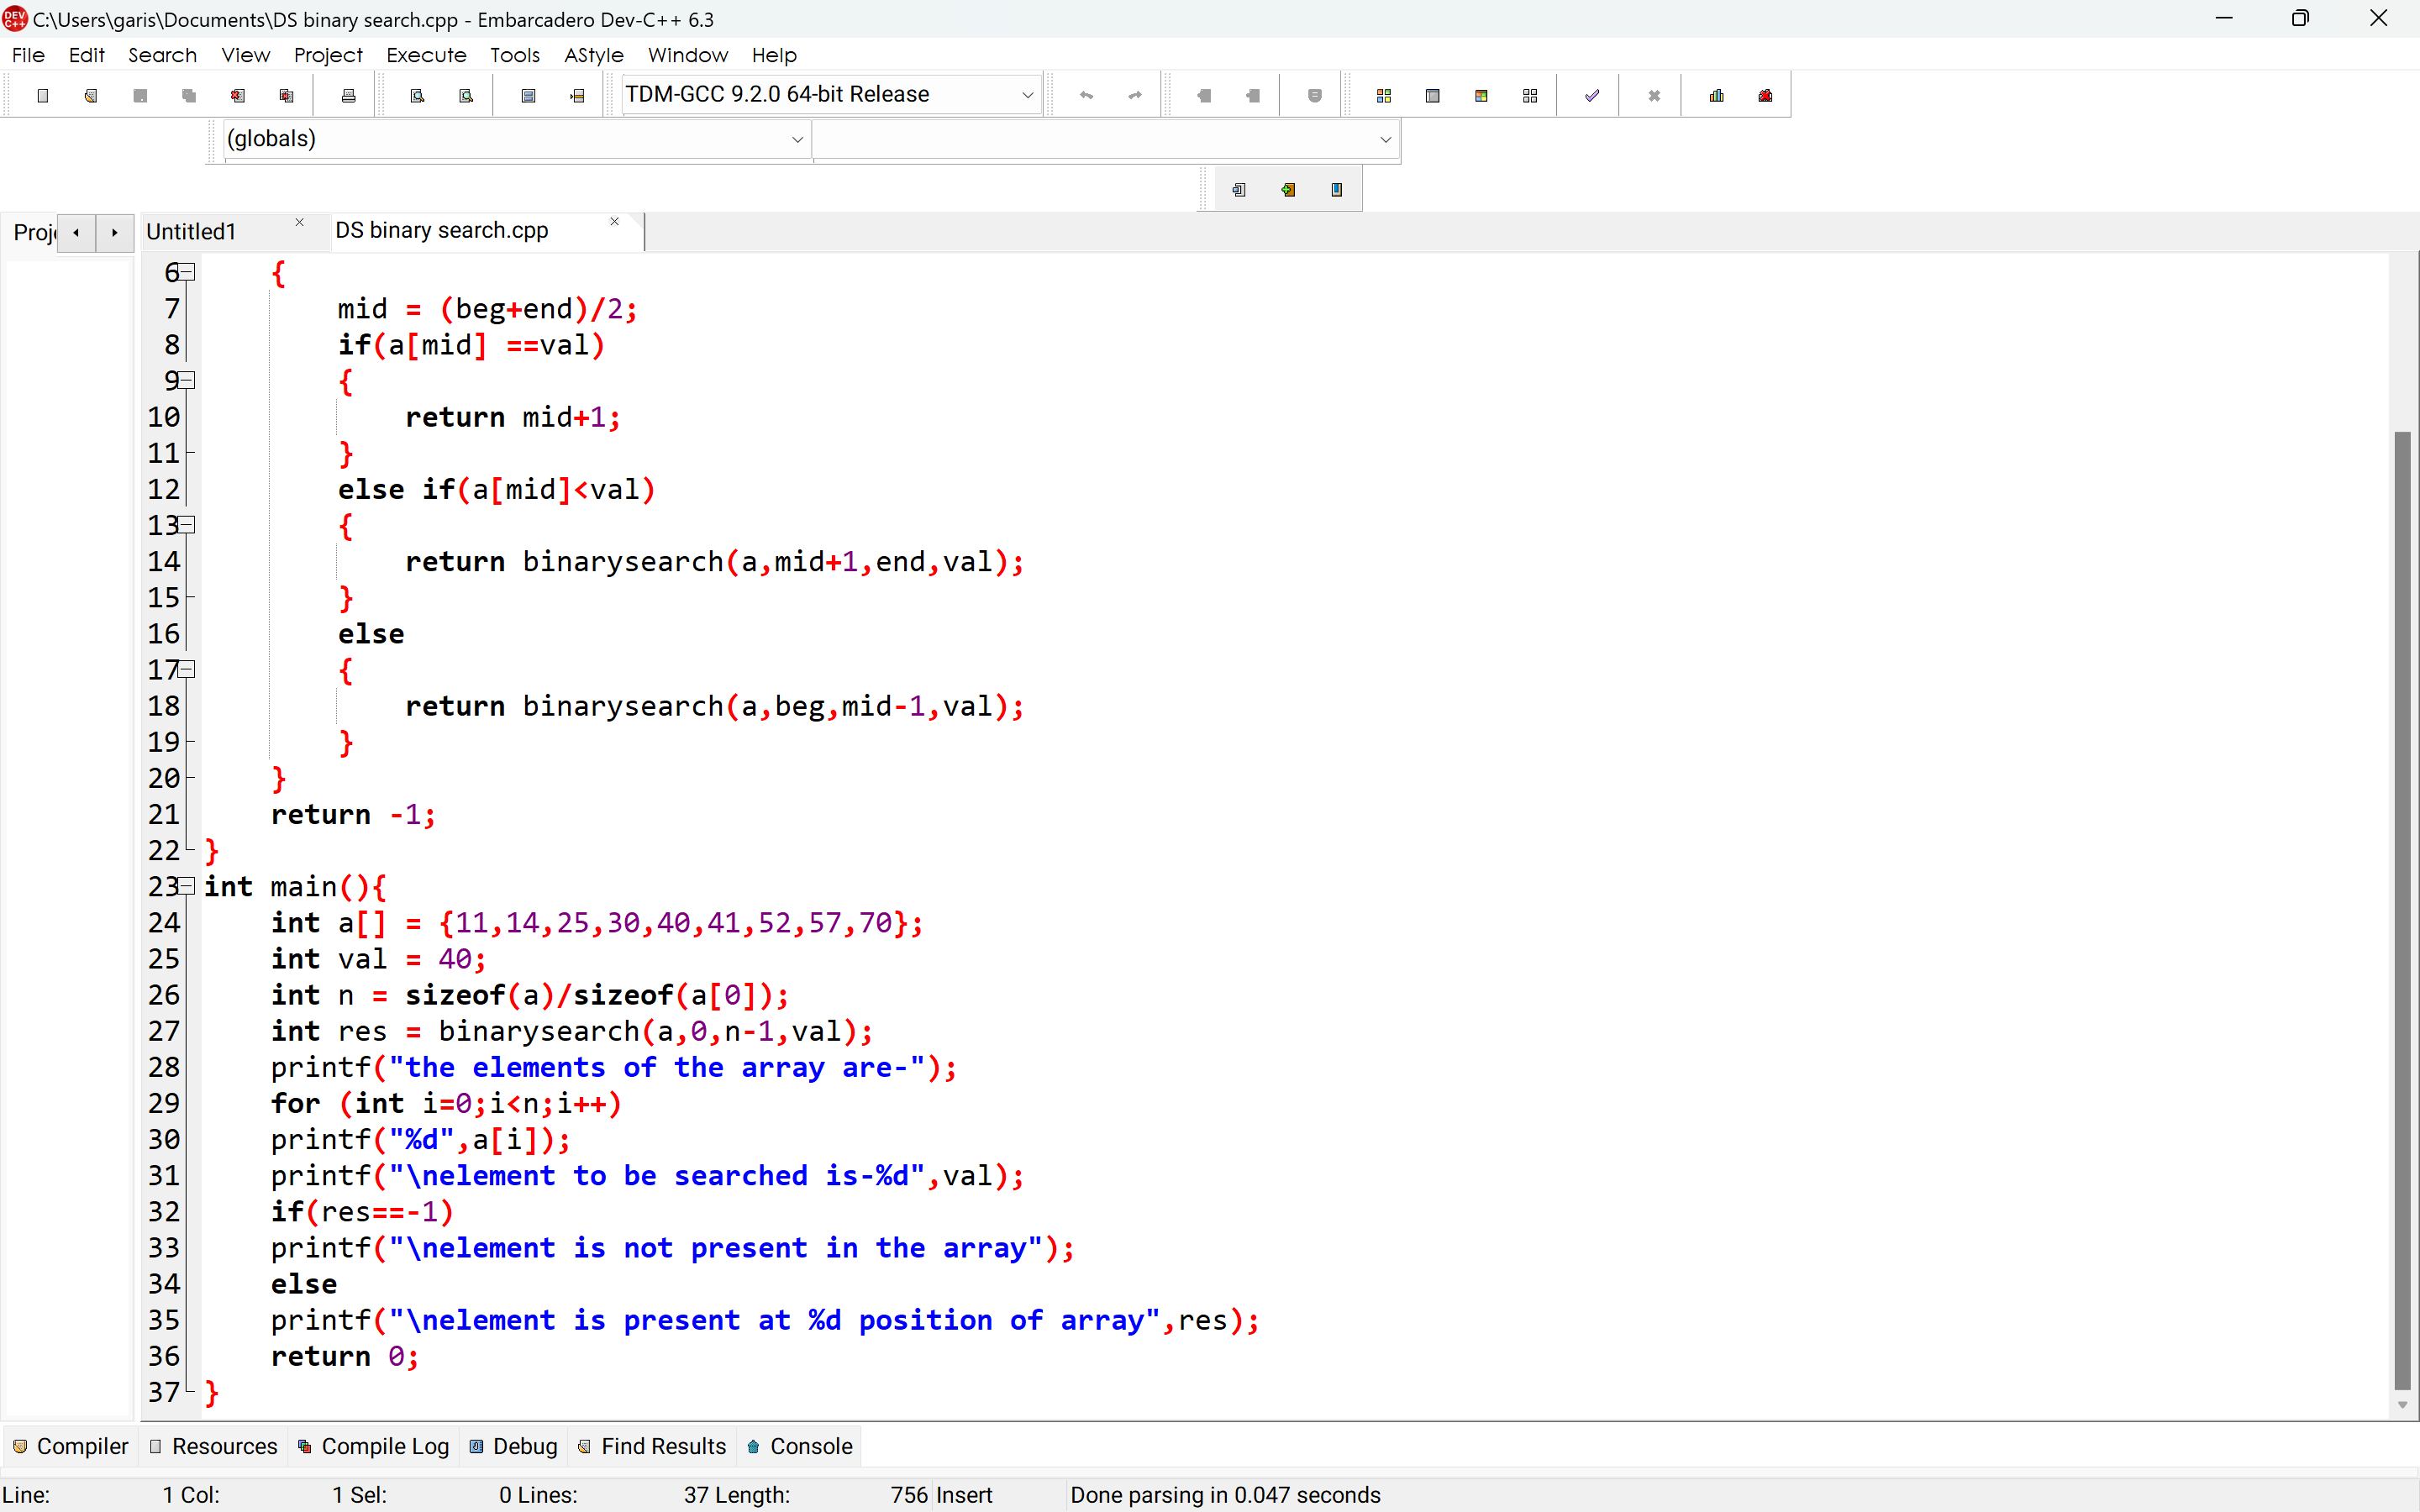 C:\Users\garis\Documents\DS binary search.cpp - Embarcadero Dev-C++ 6.3
File Edit Search View Project Execute Tools AStyle Window Help
TDM-GCC 9.2.0 64-bit Release
(globals)
Untitled1 DS binary search.cpp
6 {
7 mid = (beg+end)/2;
8 if(a[mid] ==val)
9 {
10 return mid+1;
11 }
12 else if(a[mid]<val)
13 {
14 return binarysearch(a,mid+1,end,val);
15 }
16 else
17 {
18 return binarysearch(a,beg,mid-1,val);
19 }
20 }
21 return -1;
22 }
23 int main(){
24 int a[] = {11,14,25,30,40,41,52,57,70};
25 int val = 40;
26 int n = sizeof(a)/sizeof(a[0]);
27 int res = binarysearch(a,0,n-1,val);
28 printf("the elements of the array are-");
29 for (int i=0;i<n;i++)
30 printf("%d",a[i]);
31 printf("\nelement to be searched is-%d",val);
32 if(res==-1)
33 printf("\nelement is not present in the array");
34 else
35 printf("\nelement is present at %d position of array",res);
36 return 0;
37 }
Compiler Resources Compile Log Debug Find Results Console
Line: 1 Col: 1 Sel: 0 Lines: 37 Length: 756 Insert Done parsing in 0.047 seconds